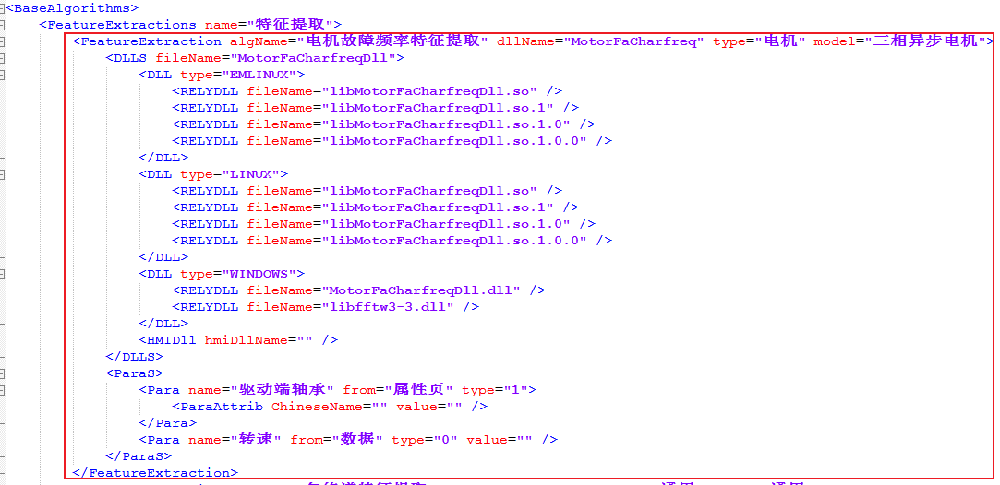 <BaseAlgorithms>
<FeatureExtractions name="特征提取">
<FeatureExtraction algName="电机故障频率特征提取" dllName="MotorFaCharfreq" type="电机" model="三相异步电机">
<DLLS fileName="MotorFaCharfreqDll">
<DLL type="EMLINUX">
<RELYDLL fileName="libMotorFaCharfreqDll.so" />
<RELYDLL fileName="libMotorFaCharfreqDll.so.1" />
<RELYDLL fileName="libMotorFaCharfreqDll.so.1.0" />
<RELYDLL fileName="libMotorFaCharfreqDll.so.1.0.0" />
</DLL>
<DLL type="LINUX">
<RELYDLL fileName="libMotorFaCharfreqDll.so" />
<RELYDLL fileName="libMotorFaCharfreqDll.so.1" />
<RELYDLL fileName="libMotorFaCharfreqDll.so.1.0" />
<RELYDLL fileName="libMotorFaCharfreqDll.so.1.0.0" />
</DLL>
<DLL type="WINDOWS">
<RELYDLL fileName="MotorFaCharfreqDll.dll" />
<RELYDLL fileName="libfftw3-3.dll" />
</DLL>
<HMIDll hmiDllName="" />
</DLLS>
<ParaS>
<Para name="驱动端轴承" from="属性页" type="1">
<ParaAttrib ChineseName="" value="" />
</Para>
<Para name="转速" from="数据" type="0" value="" />
</ParaS>
</FeatureExtraction>